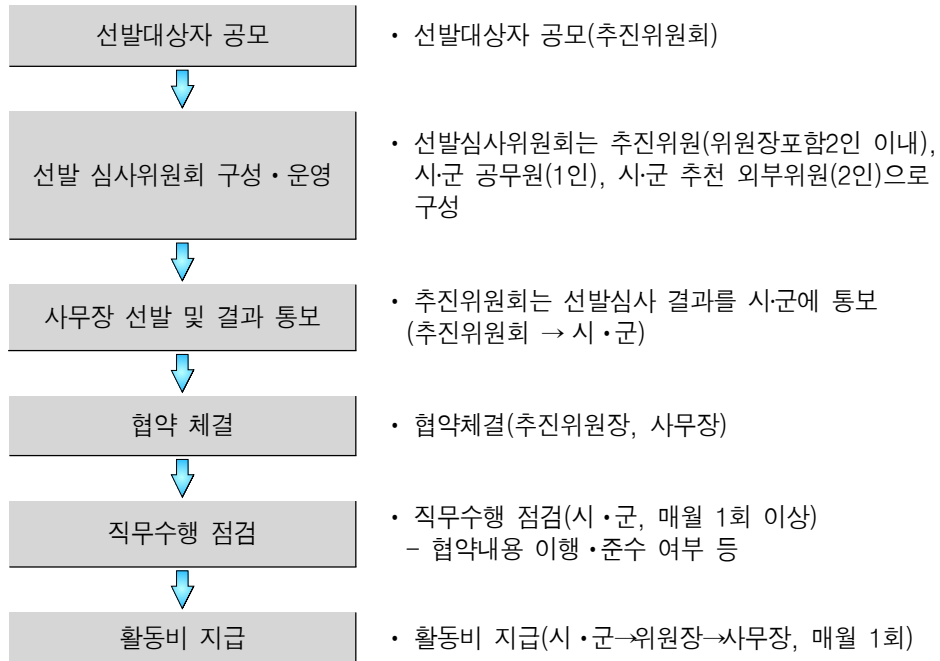 선발대상자 공모
• 선발대상자 공모(추진위원회)
선발 심사위원회 구성・운영
• 선발심사위원회는 추진위원(위원장포함2인 이내),
시·군 공무원(1인), 시·군 추천 외부위원(2인)으로
구성
사무장 선발 및 결과 통보
• 추진위원회는 선발심사 결과를 시·군에 통보
(추진위원회 → 시・군)
협약 체결
• 협약체결(추진위원장, 사무장)
직무수행 점검
• 직무수행 점검(시・군, 매월 1회 이상)
- 협약내용 이행・준수 여부 등
활동비 지급
• 활동비 지급(시・군→위원장→사무장, 매월 1회)